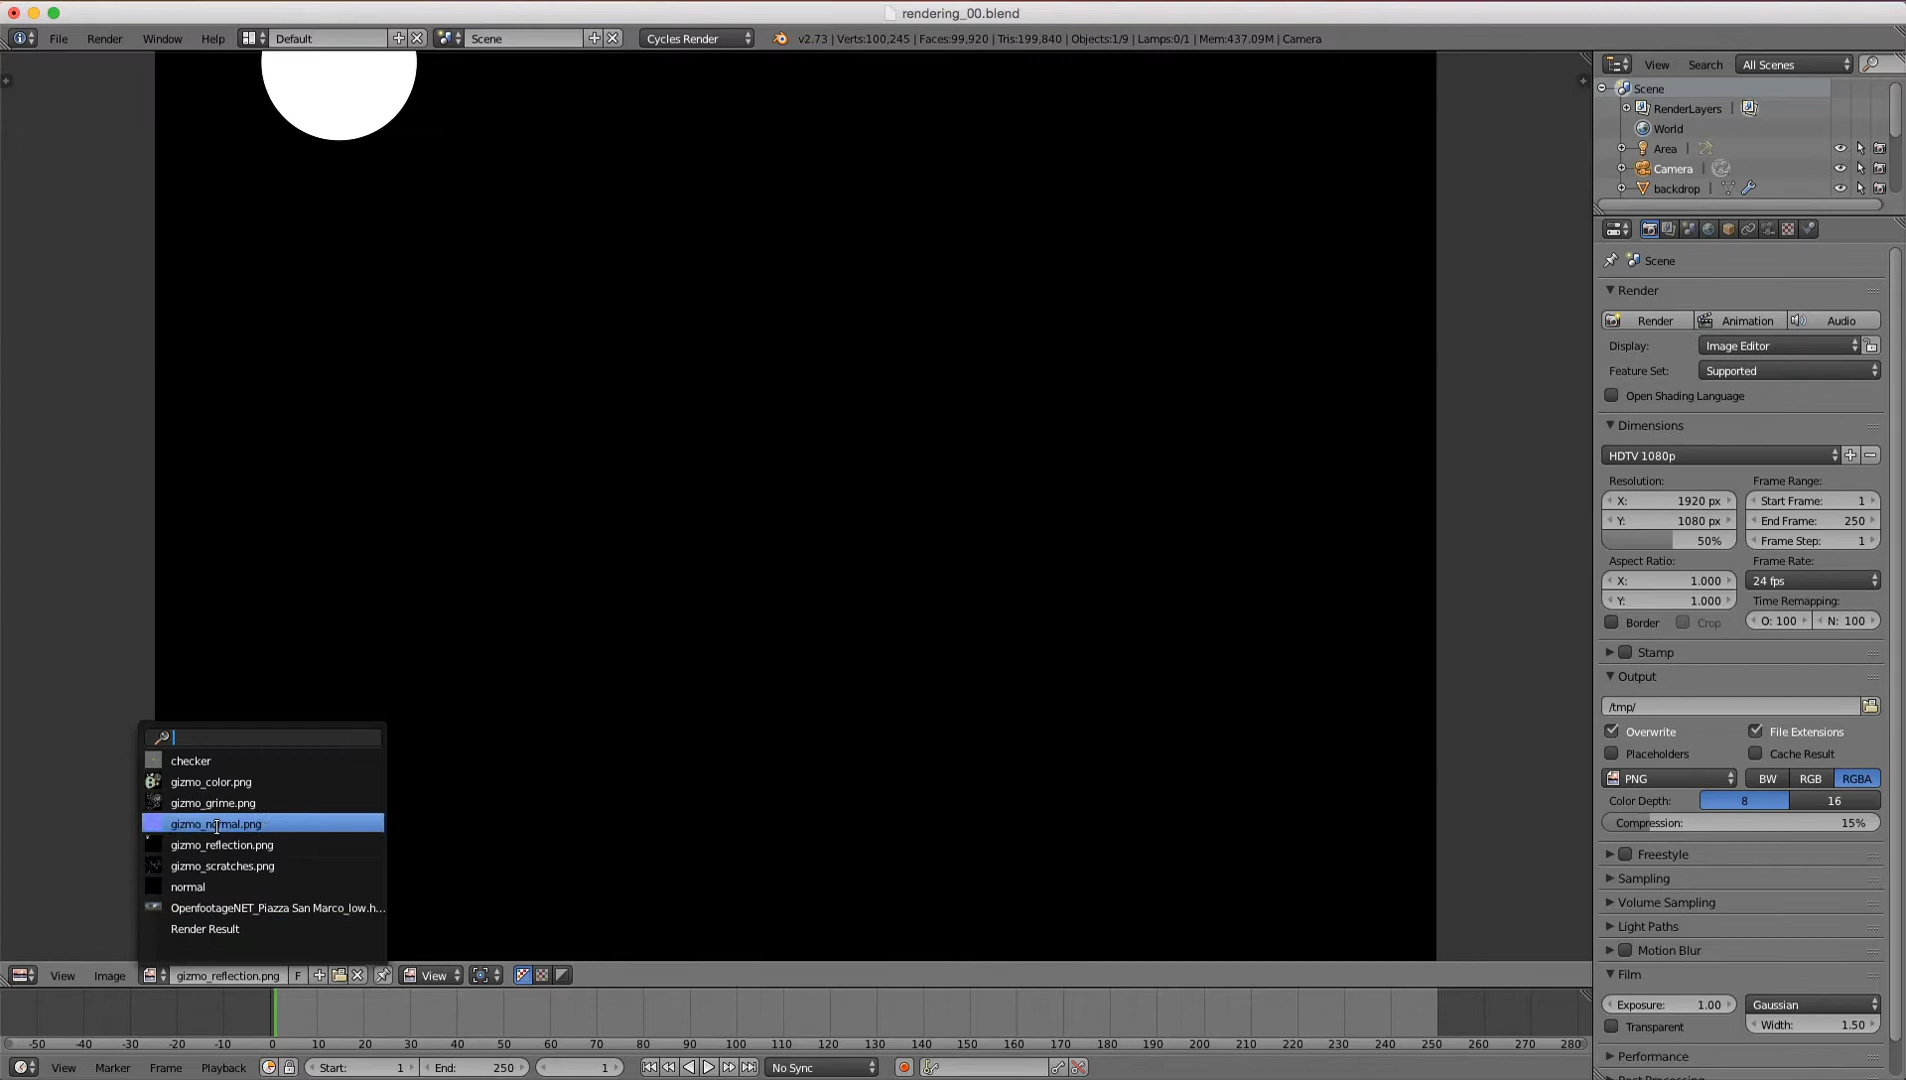 rendering_00.blend
File Render Window Help Default Scene Cycles Render v2.73 | Verts:100,245 | Faces:99,920 | Tris:199,840 | Objects:1/9 | Lamps:0/1 | Mem:437.09M | Camera
View Search All Scenes
Scene
RenderLayers |
World
Area |
Camera |
backdrop |
Scene
Render
Render Animation Audio
Display: Image Editor
Feature Set: Supported
Open Shading Language
Dimensions
HDTV 1080p
Resolution: Frame Range:
X: 1920 px Start Frame: 1
Y: 1080 px End Frame: 250
50% Frame Step: 1
Aspect Ratio: Frame Rate:
X: 1.000 24 fps
Y: 1.000 Time Remapping:
Border Crop O: 100 N: 100
Stamp
Output
/tmp/
Overwrite File Extensions
Placeholders Cache Result
PNG BW RGB RGBA
Color Depth: 8 16
Compression: 15%
Freestyle
Sampling
Volume Sampling
Light Paths
Motion Blur
Film
Exposure: 1.00 Gaussian
Transparent Width: 1.50
Performance
checker
gizmo_color.png
gizmo_grime.png
gizmo_normal.png
gizmo_reflection.png
gizmo_scratches.png
normal
OpenfootageNET_Piazza San Marco_low.h...
Render Result
View Image gizmo_reflection.png F View
-50 -40 -30 -20 -10 0 10 20 30 40 50 60 70 80 90 100 110 120 130 140 150 160 170 180 190 200 210 220 230 240 250 260 270 280
View Marker Frame Playback Start: 1 End: 250 1 No Sync